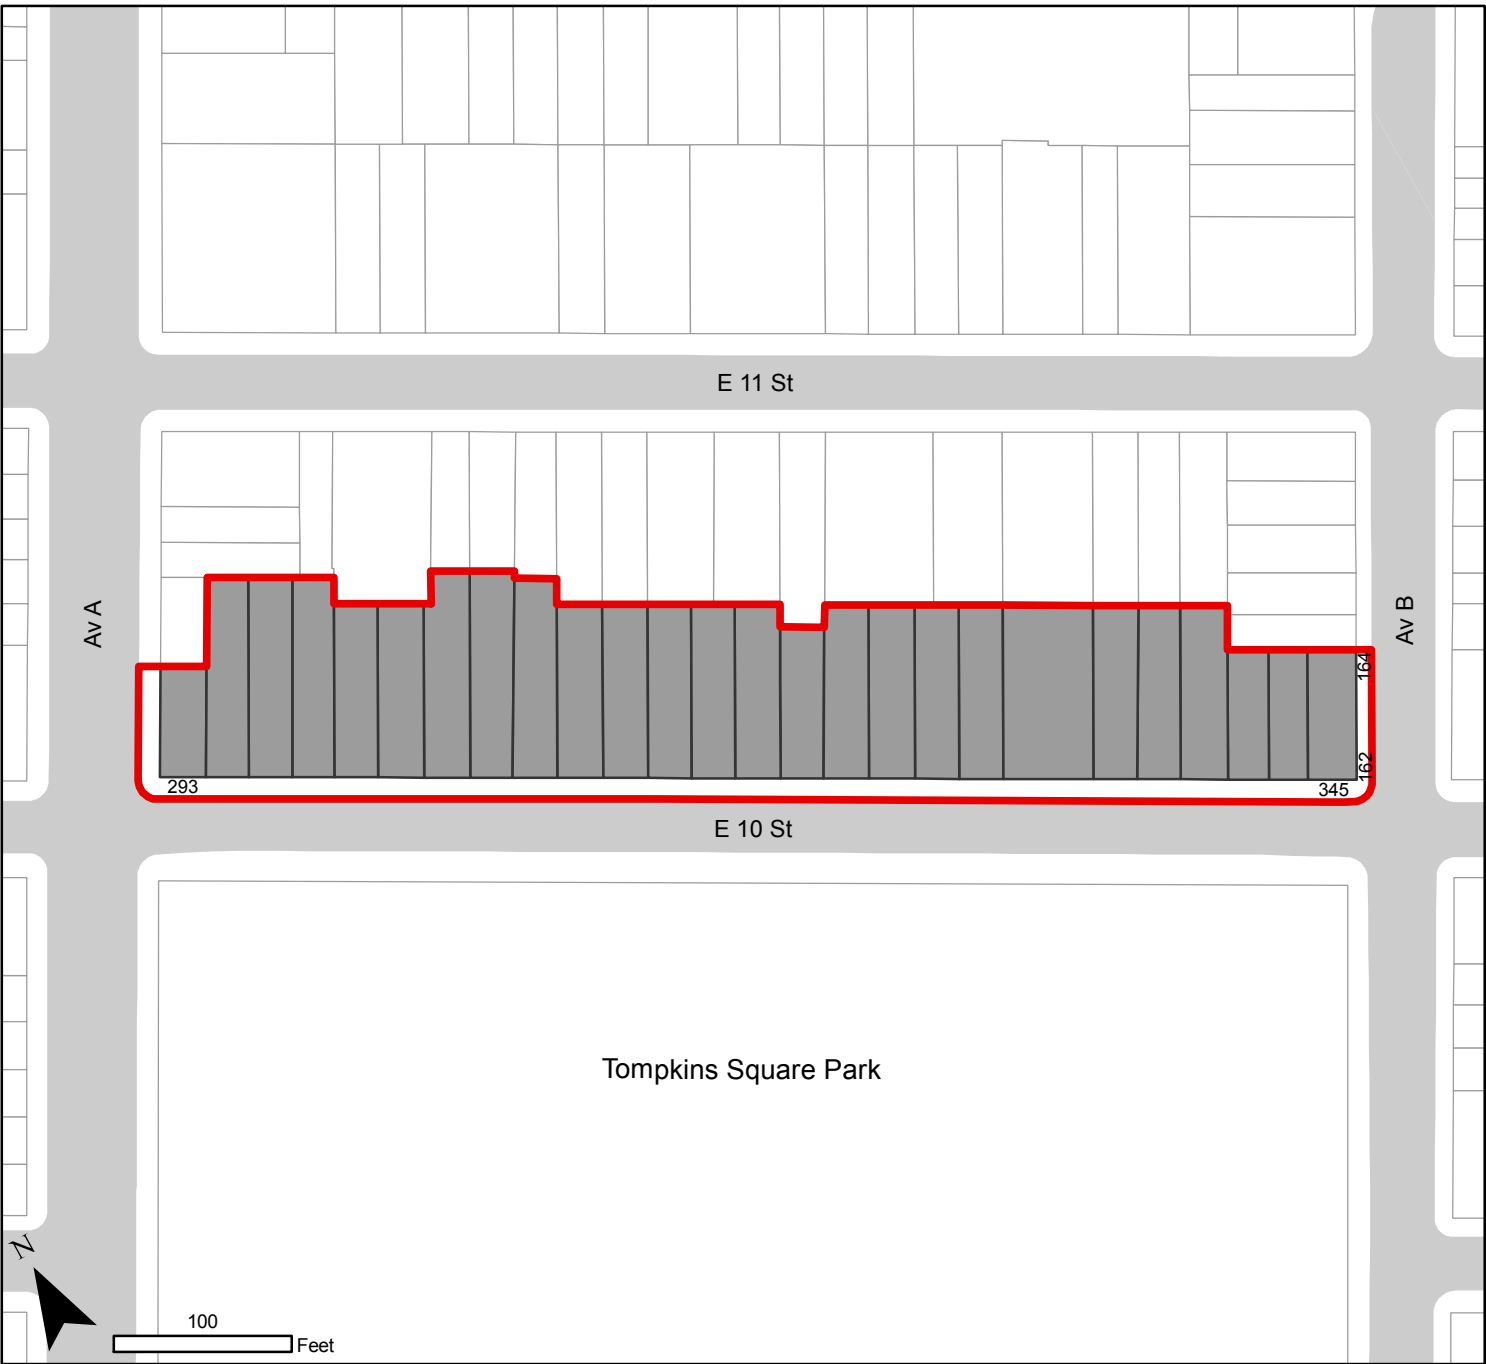 E 11 St
Av A
Av B
164
162
293
345
E 10 St
Tompkins Square Park
N
100
Feet